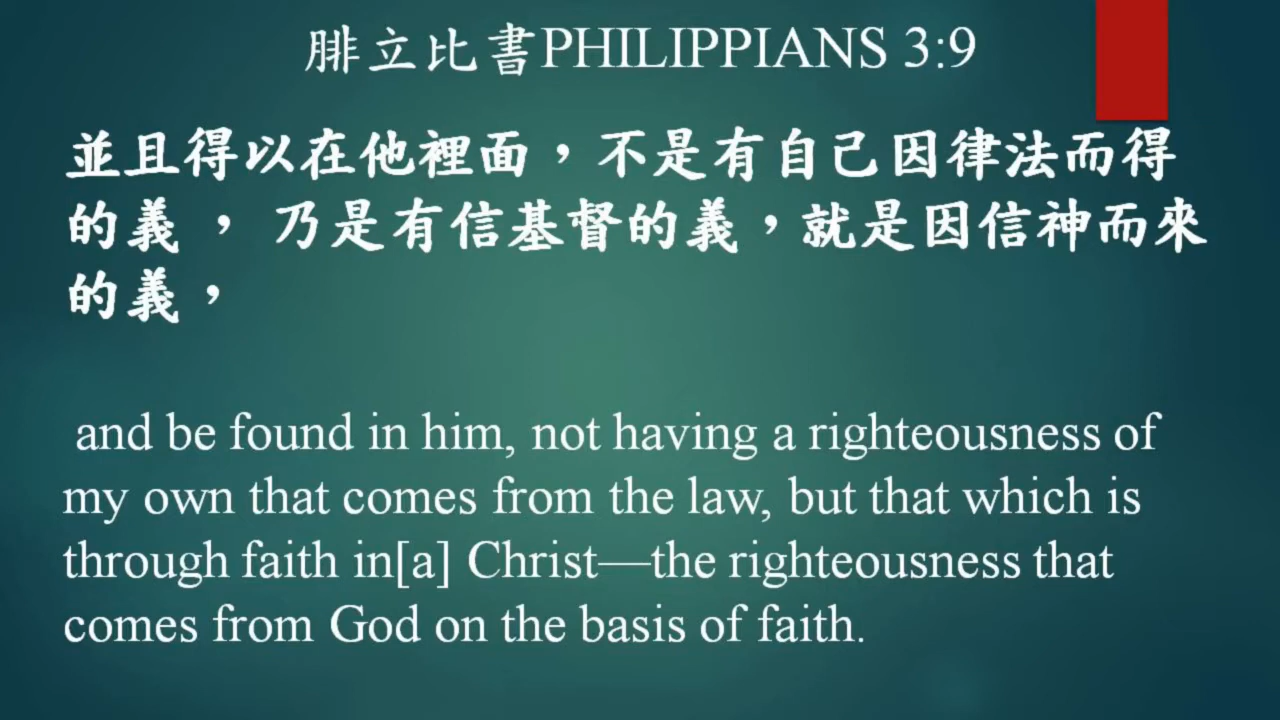 腓立比書PHILIPPIANS 3:9
並且得以在他裡面，不是有自己因律法而得
的義 ， 乃是有信基督的義，就是因信神而來
的義，
and be found in him, not having a righteousness of
my own that comes from the law, but that which is
through faith in[a] Christ—the righteousness that
comes from God on the basis of faith.